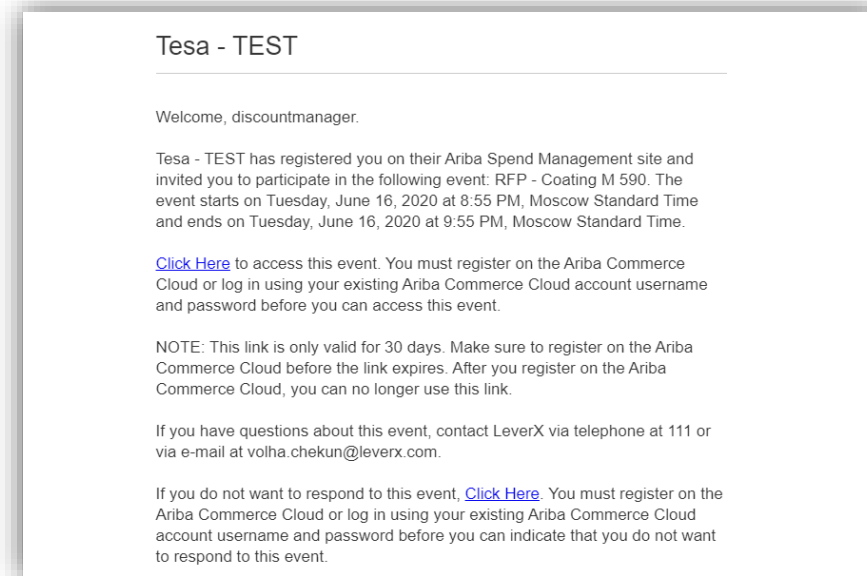 Tesa - TEST
Welcome, discountmanager.
Tesa - TEST has registered you on their Ariba Spend Management site and
invited you to participate in the following event: RFP - Coating M 590. The
event starts on Tuesday, June 16, 2020 at 8:55 PM, Moscow Standard Time
and ends on Tuesday, June 16, 2020 at 9:55 PM, Moscow Standard Time.
Click Here to access this event. You must register on the Ariba Commerce
Cloud or log in using your existing Ariba Commerce Cloud account username
and password before you can access this event.
NOTE: This link is only valid for 30 days. Make sure to register on the Ariba
Commerce Cloud before the link expires. After you register on the Ariba
Commerce Cloud, you can no longer use this link.
If you have questions about this event, contact LeverX via telephone at 111 or
via e-mail at volha.chekun@leverx.com.
If you do not want to respond to this event, Click Here. You must register on the
Ariba Commerce Cloud or log in using your existing Ariba Commerce Cloud
account username and password before you can indicate that you do not want
to respond to this event.